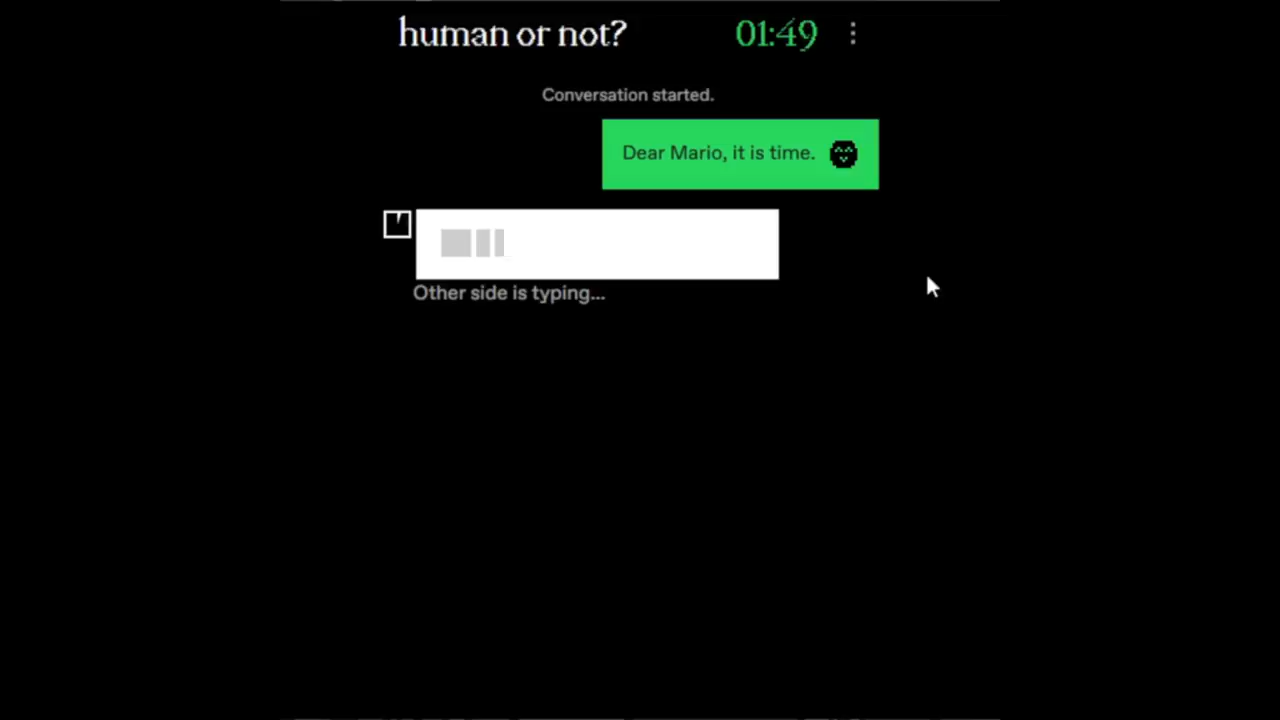 human or not?
01:49
Conversation started.
Dear Mario, it is time.
Other side is typing...